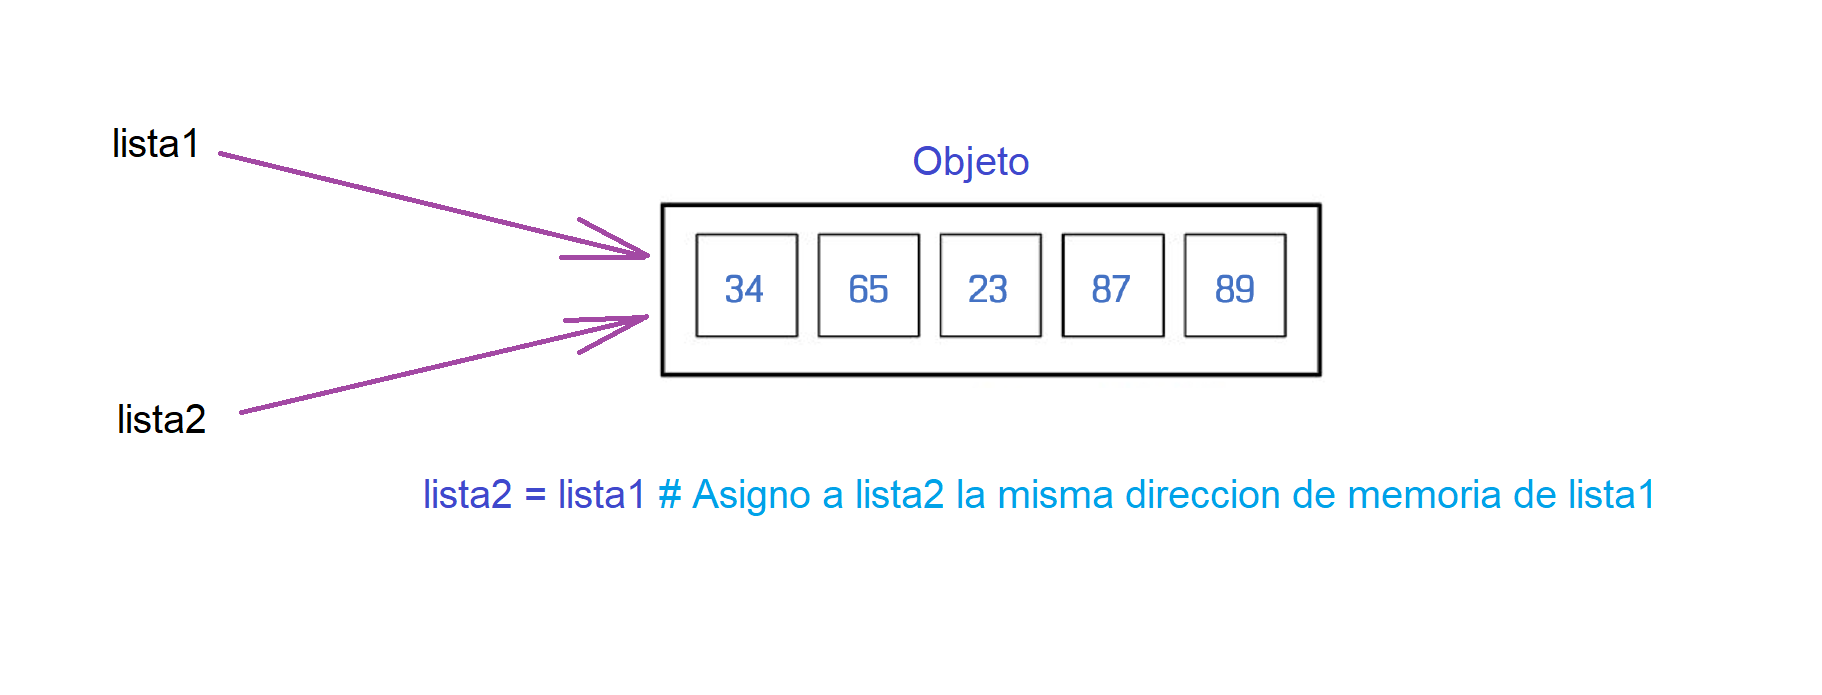 lista1
Objeto
34 65 23 87 89
lista2
lista2 = lista1 # Asigno a lista2 la misma direccion de memoria de lista1